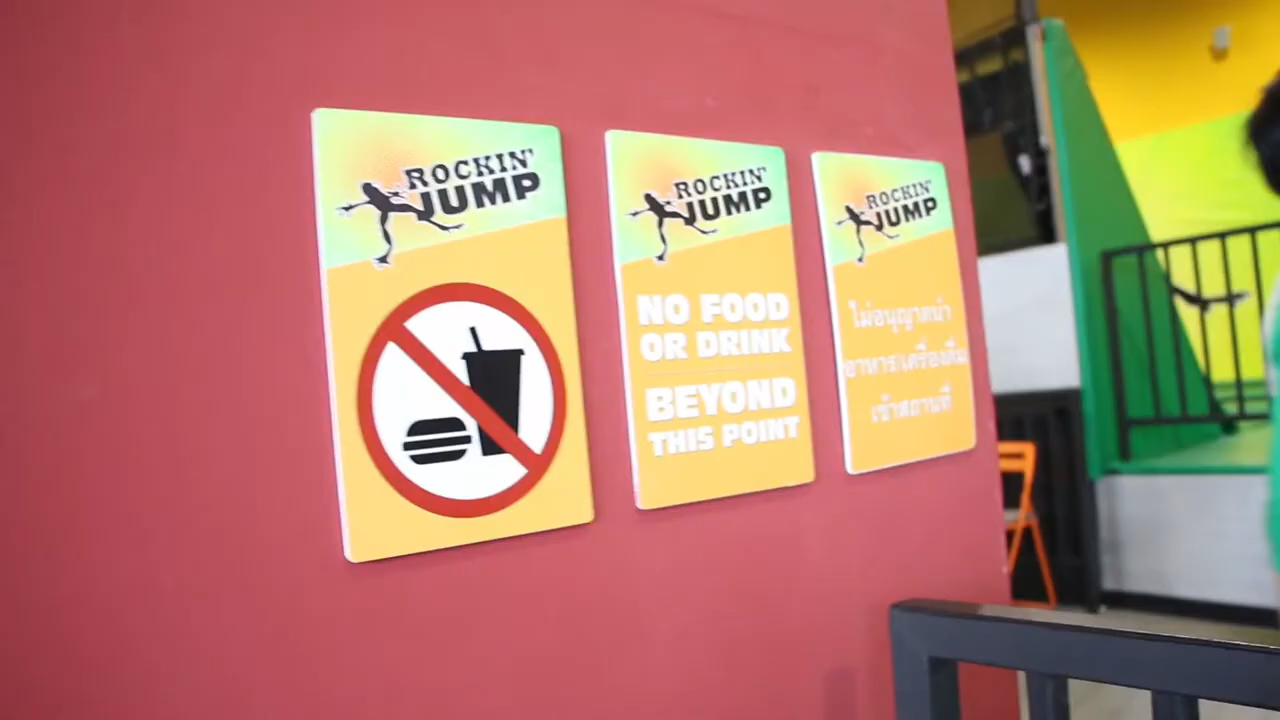 ROCKIN'
JUMP
ROCKIN'
JUMP
NO FOOD
OR DRINK
BEYOND
THIS POINT
ROCKIN'
JUMP
ไม่อนุญาตนำ
อาหาร/เครื่องดื่ม
เข้าสถานที่